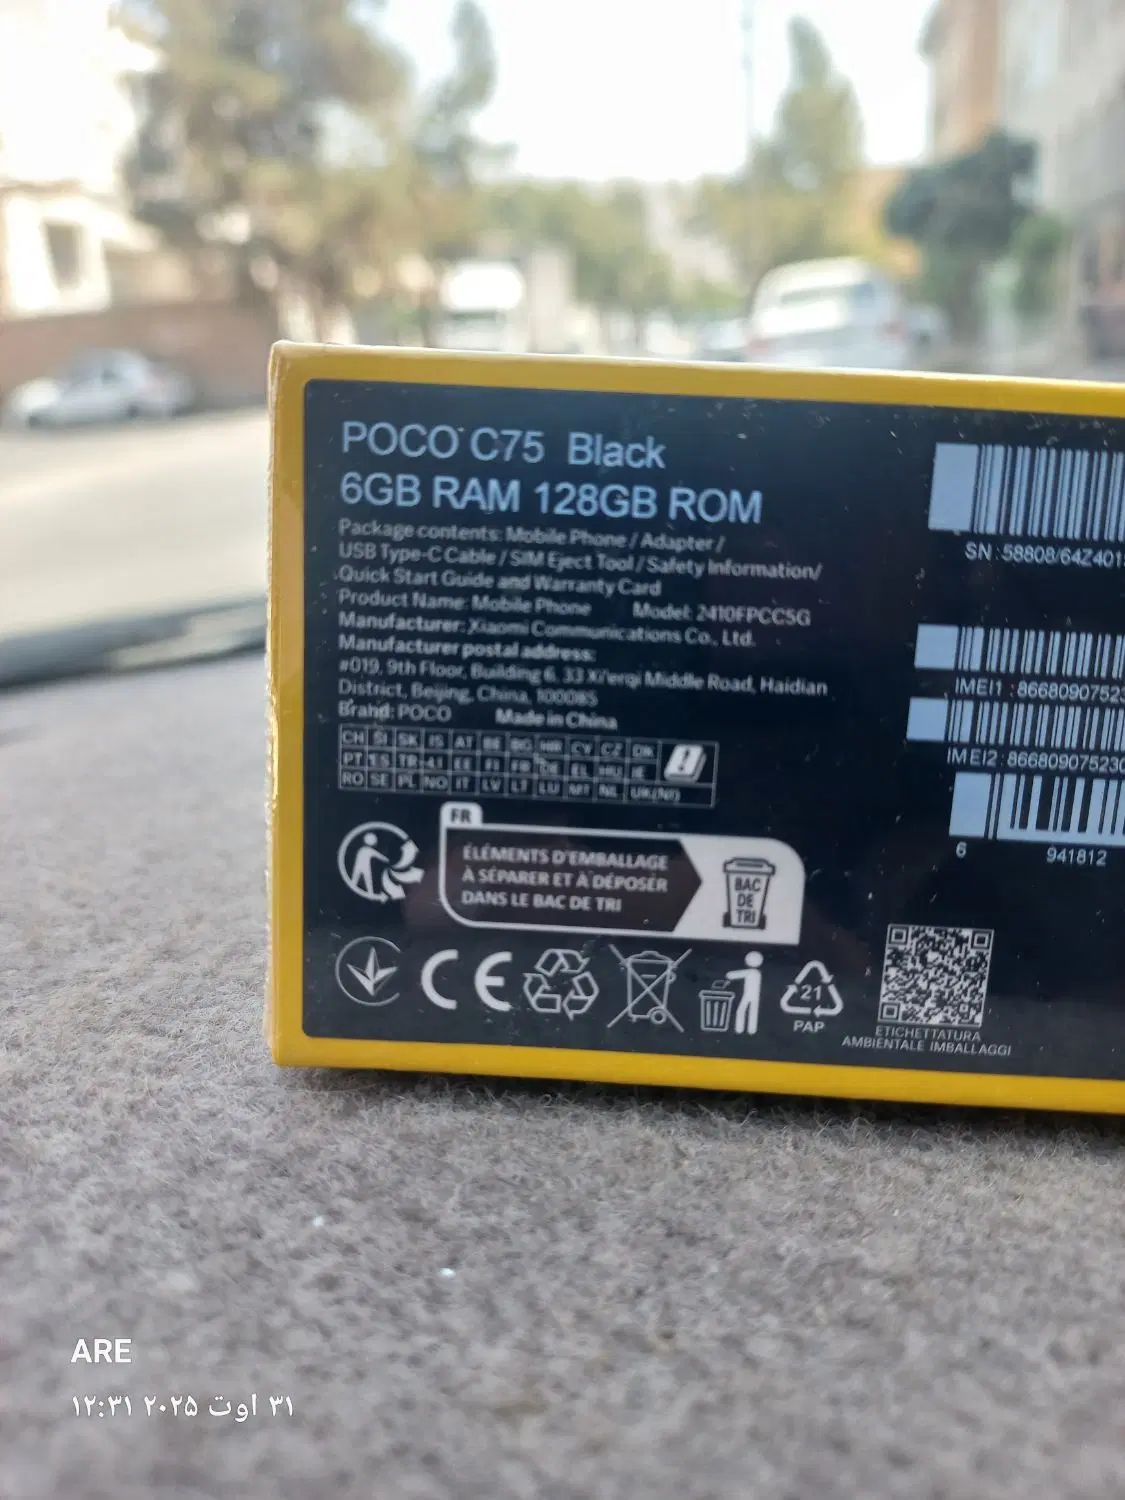 POCO C75 Black
6GB RAM 128GB ROM
Package contents: Mobile Phone / Adapter /
USB Type-C Cable / SIM Eject Tool / Safety Information/
Quick Start Guide and Warranty Card
Product Name: Mobile Phone Model: 2410FPCC5G
Manufacturer: Xiaomi Communications Co., Ltd.
Manufacturer postal address:
#019, 9th Floor, Building 6, 33 Xi'erqi Middle Road, Haidian
District, Beijing, China, 100085
Brand: POCO Made in China
CH SI SK IS AT BE BG HR CY CZ DK
PT ES TR LI EE FI FR DE EL HU IE
RO SE PL NO IT LV LT LU MT NL UK(NI)
FR
ÉLÉMENTS D'EMBALLAGE
À SÉPARER ET À DÉPOSER
DANS LE BAC DE TRI
BAC
DE
TRI
CE
21
PAP
ETICHETTATURA
AMBIENTALE IMBALLAGGI
SN: 58808/64Z401
IMEI1 : 8668090752
IMEI2: 86680907523
6 941812
ARE
۳۱ اوت ۲۰۲۵ ۱۲:۳۱